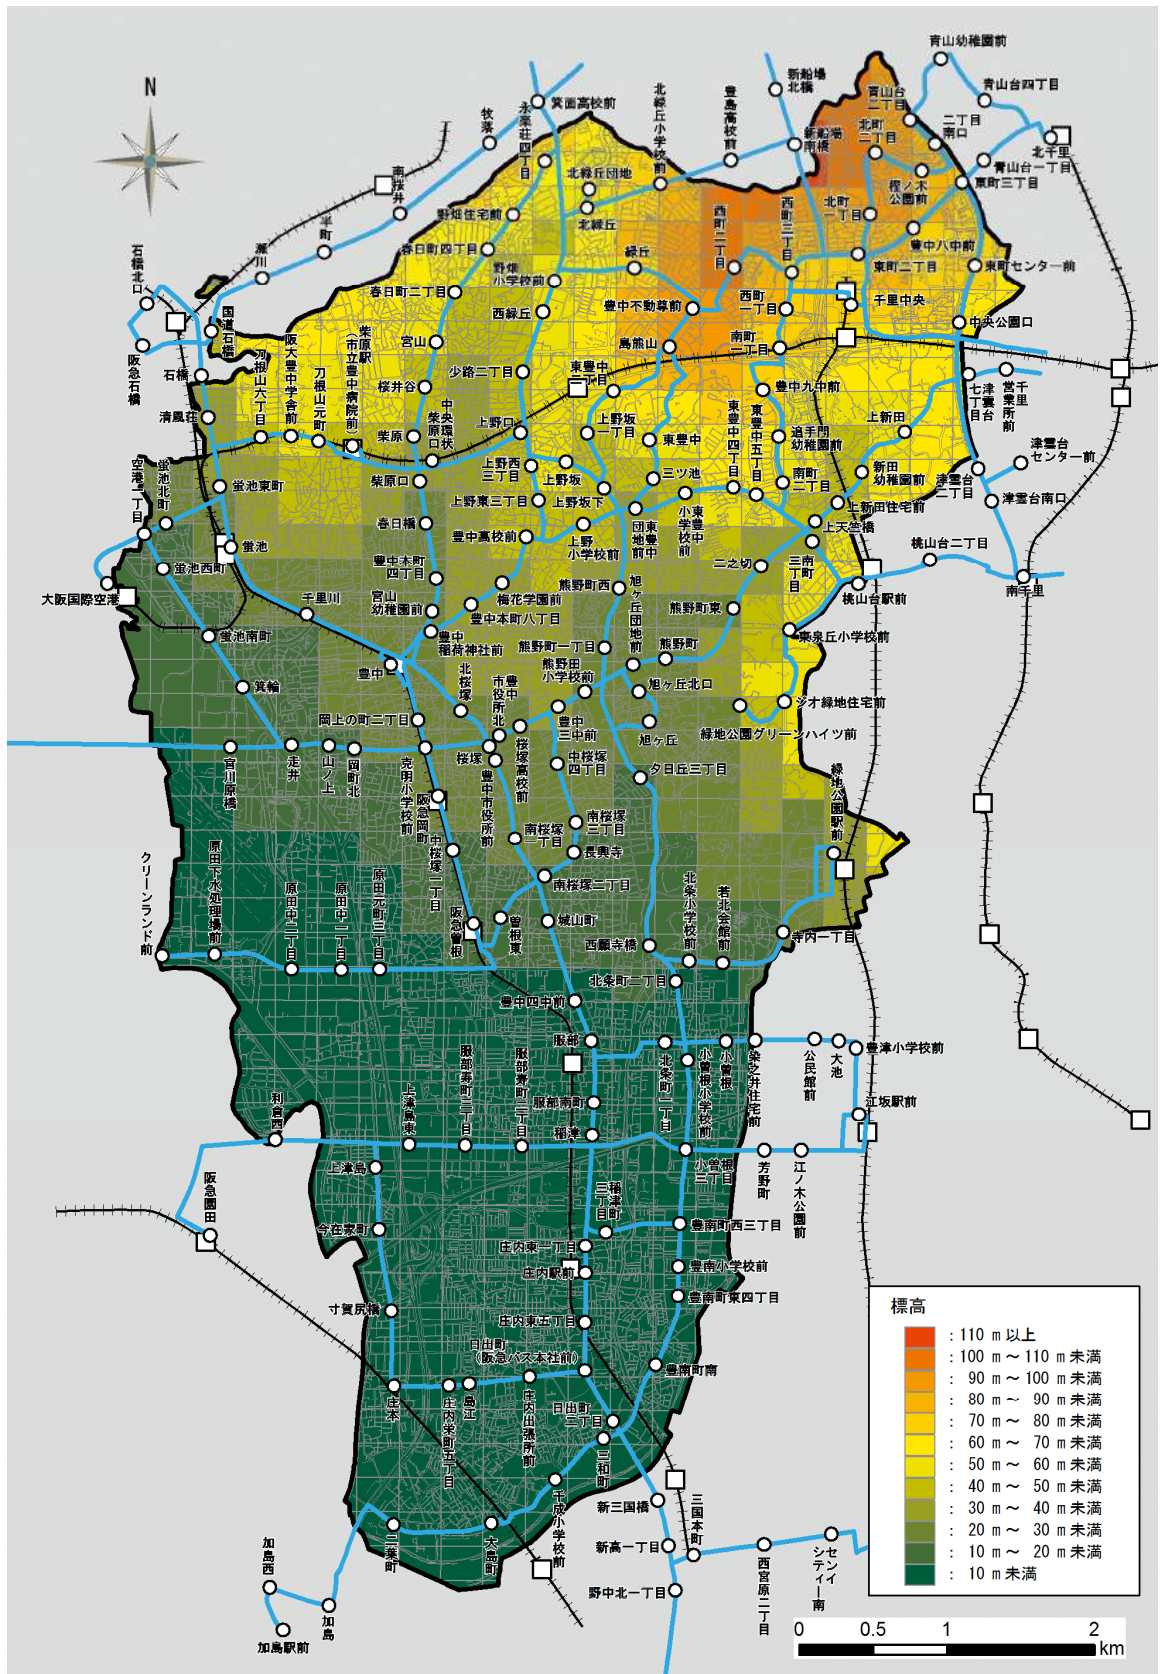 N
青山幼稚園前
青山台四丁目
青山台
二丁目
二丁目
南口
北千里
青山台一丁目
東町三丁目
北町
二丁目
樫ノ木
公園前
北町
一丁目
豊中八中前
東町二丁目
東町センター前
新船場
北橋
新船場
南橋
豊島高校前
北緑丘小学校前
箕面高校前
永楽荘四丁目
牧落
南桜井
半町
瀬川
石橋北口
国道石橋
阪急石橋
石橋
清風荘
北緑丘団地
北緑丘
野畑住宅前
春日町四丁目
野畑
小学校前
緑丘
西町二丁目
西町三丁目
春日町二丁目
西緑丘
豊中不動尊前
西町
一丁目
千里中央
中央公園口
宮山
島熊山
南町
一丁目
少路二丁目
東豊中
一丁目
豊中九中前
桜井谷
柴原駅
(市立豊中病院前)
刀根山元町
阪大豊中学舎前
刀根山六丁目
柴原
中央環状
柴原口
柴原口
上野口
上野坂
一丁目
東豊中
東豊中四丁目
東豊中五丁目
追手門
幼稚園前
上新田
七丁目
津雲台
千里
営業所前
津雲台
センター前
津雲台
二丁目
津雲台南口
新田
幼稚園前
南町
二丁目
上新田住宅前
上天竺橋
三ツ池
上野西
三丁目
上野坂
上野東三丁目
上野坂下
豊中高校前
上野
小学校前
東豊中
団地前
東豊中
小学校前
二之切
南町
三丁目
桃山台二丁目
桃山台駅前
南千里
空港一丁目
蛍池北町
蛍池東町
蛍池
蛍池西町
大阪国際空港
蛍池南町
千里川
春日橋
豊中本町
四丁目
宮山
幼稚園前
梅花学園前
豊中本町八丁目
豊中
稲荷神社前
熊野町西
旭ヶ丘団地前
熊野町東
東泉丘小学校前
熊野町一丁目
熊野町
熊野田
小学校前
旭ヶ丘北口
旭ヶ丘
ジオ緑地住宅前
緑地公園グリーンハイツ前
豊中
北桜塚
豊中
市役所北
岡上の町二丁目
豊中
三中前
箕輪
宮川原橋
走井
山ノ上
岡町北
克明小学校前
桜塚
豊中市役所前
桜塚高校前
中桜塚
四丁目
夕日丘三丁目
緑地公園駅前
阪急岡町
中桜塚一丁目
南桜塚
一丁目
南桜塚
三丁目
長興寺
南桜塚二丁目
クリーンランド前
原田下水処理場前
原田中二丁目
原田中一丁目
原田元町三丁目
阪急曽根
曽根東
城山町
西願寺橋
北条小学校前
若北会館前
寺内一丁目
北条町二丁目
豊中四中前
服部
北条町一丁目
小曽根小学校前
小曽根
染之井住宅前
公民館前
大池
豊津小学校前
江坂駅前
服部南町
稲津
服部寿町三丁目
服部寿町二丁目
上津島東
利倉西
上津島
阪急園田
今在家町
小曽根
三丁目
芳野町
江ノ木公園前
稲津町
三丁目
豊南町西三丁目
庄内東一丁目
庄内駅前
豊南小学校前
豊南町東四丁目
寸賀尻橋
庄内東五丁目
日出町
(阪急バス本社前)
豊南町南
庄本
庄内栄町五丁目
島江
庄内出張所前
日出町
二丁目
三和町
千成小学校前
大島町
二葉町
新三国橋
三国本町
新高一丁目
野中北一丁目
西宮原二丁目
センイ
シティー南
加島西
加島
加島駅前
標高
：110 m以上
：100 m～ 110 m未満
：90 m～ 100 m未満
：80 m～ 90 m未満
：70 m～ 80 m未満
：60 m～ 70 m未満
：50 m～ 60 m未満
：40 m～ 50 m未満
：30 m～ 40 m未満
：20 m～ 30 m未満
：10 m～ 20 m未満
：10 m未満
0 0.5 1 2
km